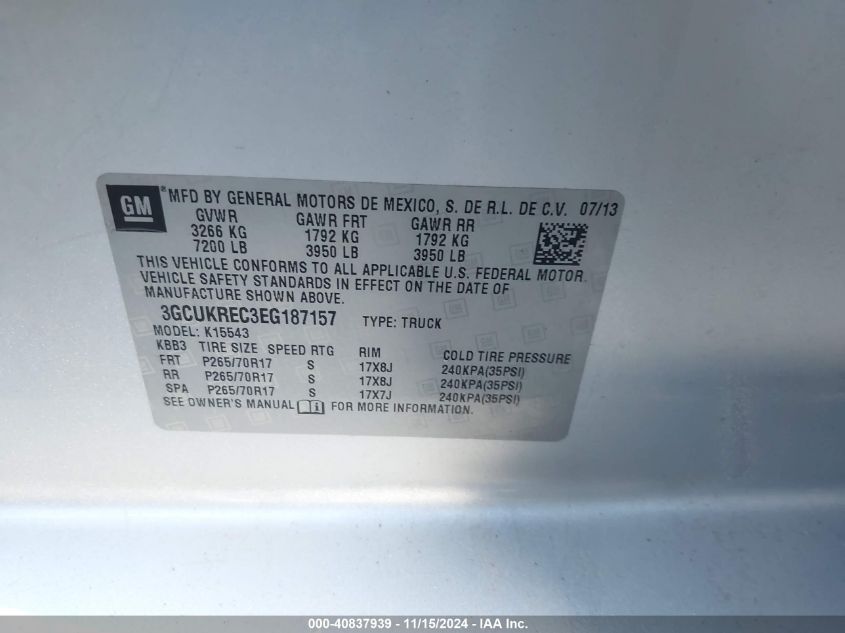 GM ® MFD BY GENERAL MOTORS DE MEXICO, S. DE R.L. DE C.V. 07/13
GVWR GAWR FRT GAWR RR
3266 KG 1792 KG 1792 KG
7200 LB 3950 LB 3950 LB
THIS VEHICLE CONFORMS TO ALL APPLICABLE U.S. FEDERAL MOTOR
VEHICLE SAFETY STANDARDS IN EFFECT ON THE DATE OF
MANUFACTURE SHOWN ABOVE.
3GCUKREC3EG187157 TYPE: TRUCK
MODEL: K15543
KBB3 TIRE SIZE SPEED RTG RIM COLD TIRE PRESSURE
FRT P265/70R17 S 17X8J 240KPA(35PSI)
RR P265/70R17 S 17X8J 240KPA(35PSI)
SPA P265/70R17 S 17X7J 240KPA(35PSI)
SEE OWNER'S MANUAL FOR MORE INFORMATION.
000-40837939 - 11/15/2024 - IAA Inc.